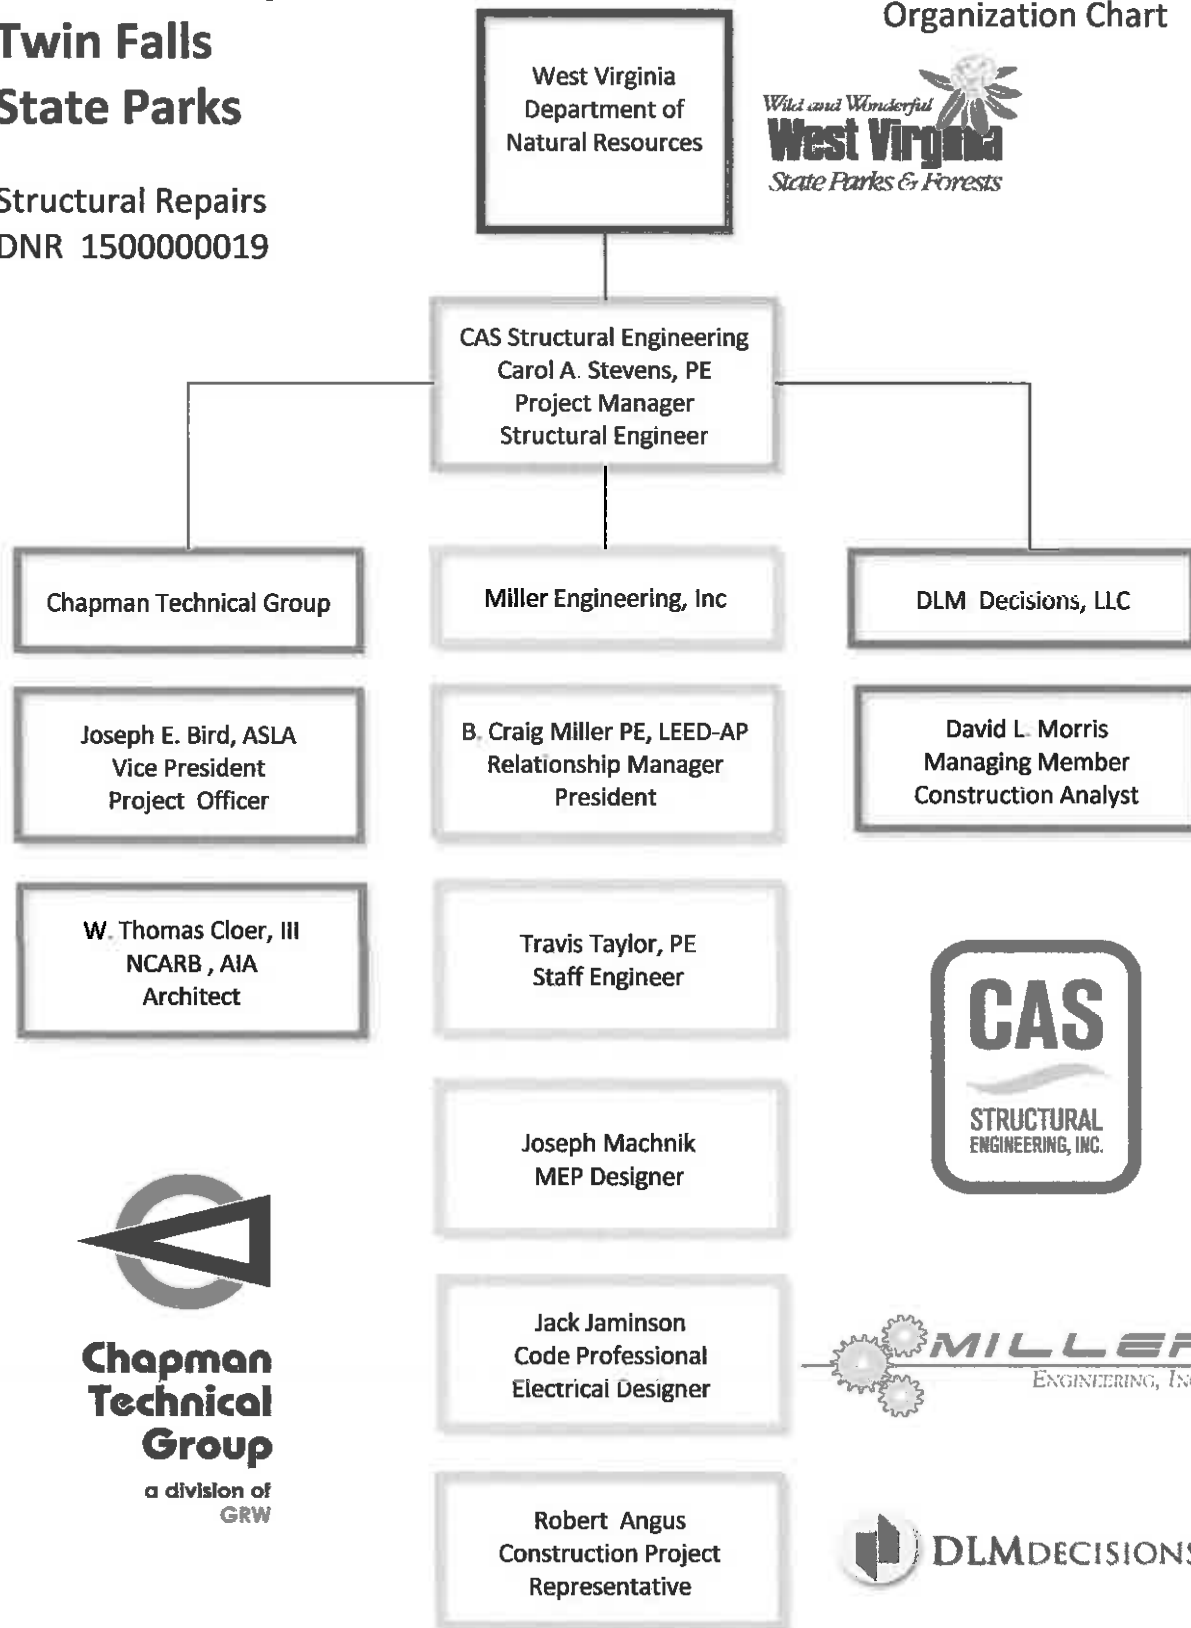 Twin Falls
State Parks
Structural Repairs
DNR 1500000019
Organization Chart
Wild and Wonderful
West Virginia
State Parks & Forests
West Virginia
Department of
Natural Resources
CAS Structural Engineering
Carol A. Stevens, PE
Project Manager
Structural Engineer
Chapman Technical Group
Joseph E. Bird, ASLA
Vice President
Project Officer
W. Thomas Cloer, III
NCARB , AIA
Architect
Miller Engineering, Inc
B. Craig Miller PE, LEED-AP
Relationship Manager
President
Travis Taylor, PE
Staff Engineer
Joseph Machnik
MEP Designer
Jack Jaminson
Code Professional
Electrical Designer
Robert Angus
Construction Project
Representative
DLM Decisions, LLC
David L. Morris
Managing Member
Construction Analyst
CAS
STRUCTURAL
ENGINEERING, INC.
Chapman
Technical
Group
a division of
GRW
MILLER
ENGINEERING, INC
DLMDECISIONS